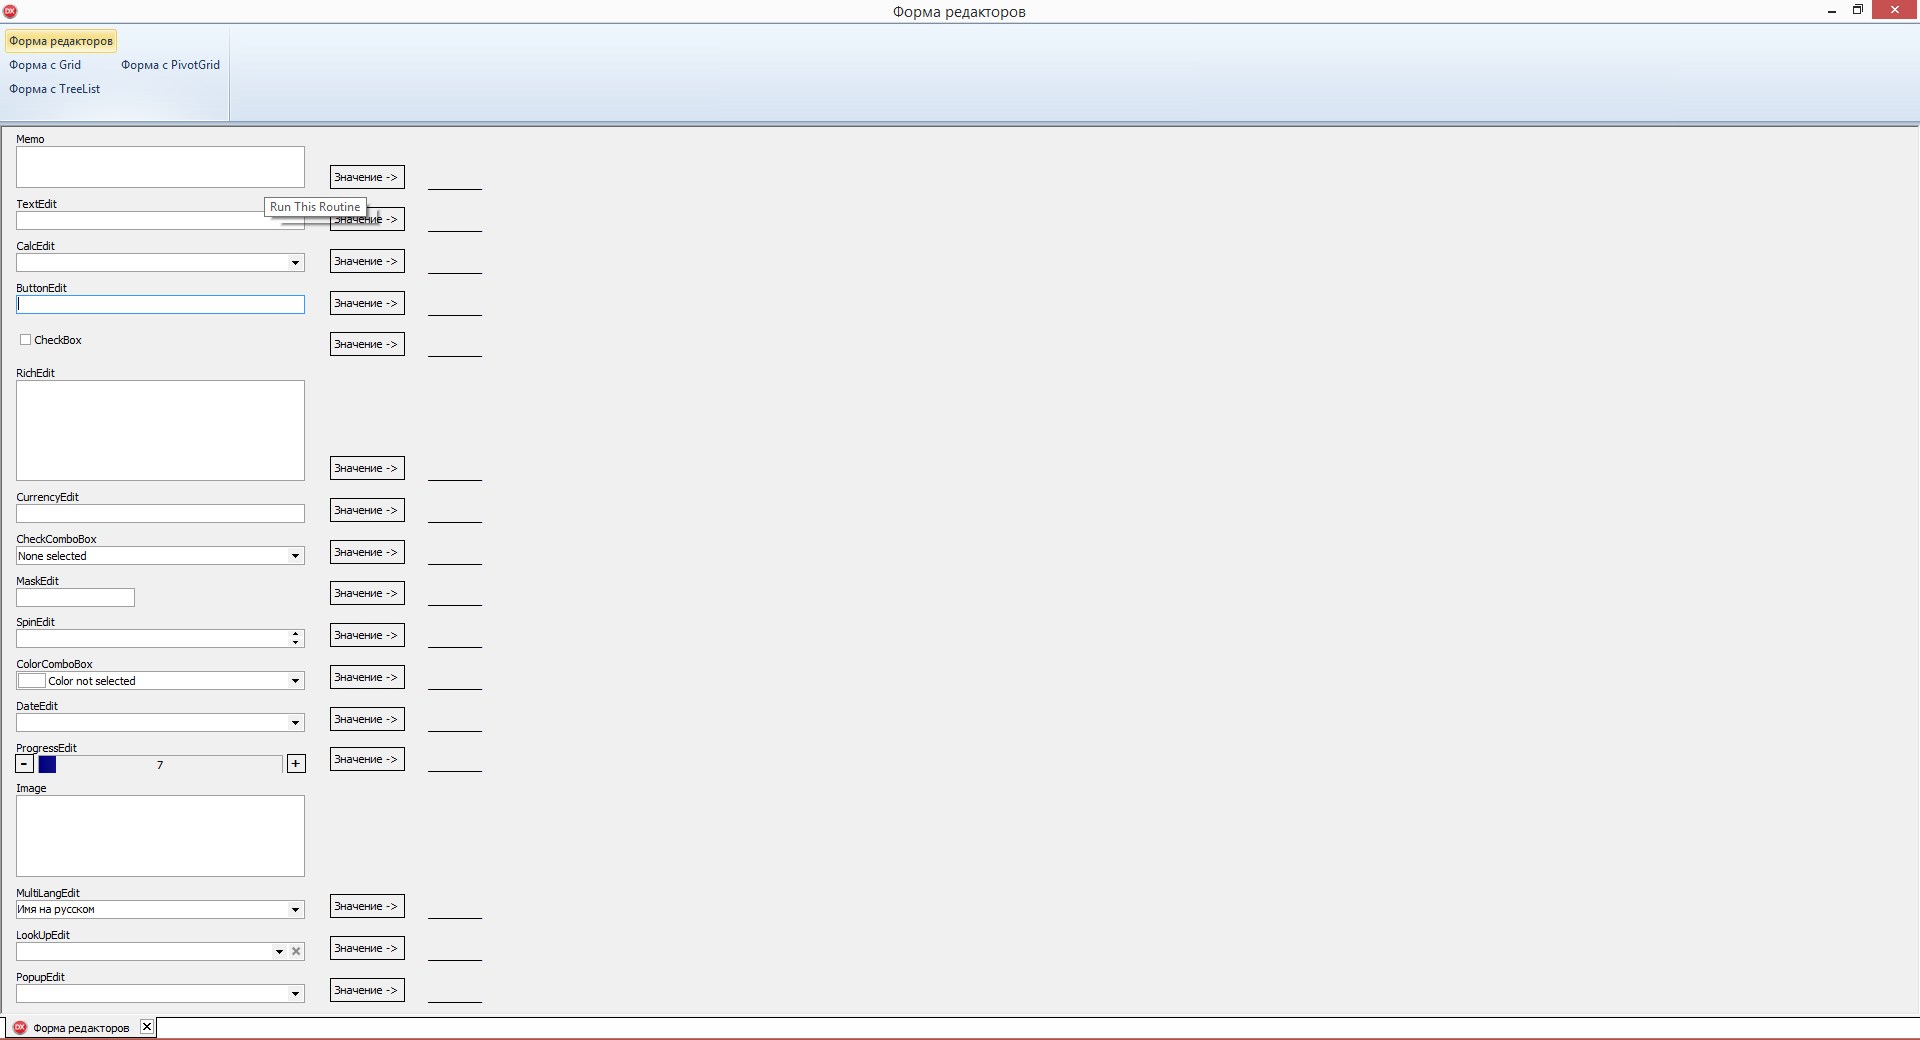 DX
Форма редакторов
Форма редакторов
Форма с Grid
Форма с PivotGrid
Форма с TreeList
Memo
Значение ->
TextEdit
Run This Routine
Значение ->
CalcEdit
Значение ->
ButtonEdit
Значение ->
CheckBox
Значение ->
RichEdit
Значение ->
CurrencyEdit
Значение ->
CheckComboBox
None selected
Значение ->
MaskEdit
Значение ->
SpinEdit
Значение ->
ColorComboBox
Color not selected
Значение ->
DateEdit
Значение ->
ProgressEdit
-
7
+
Значение ->
Image
MultiLangEdit
Имя на русском
Значение ->
LookUpEdit
Значение ->
PopupEdit
Значение ->
DX
Форма редакторов